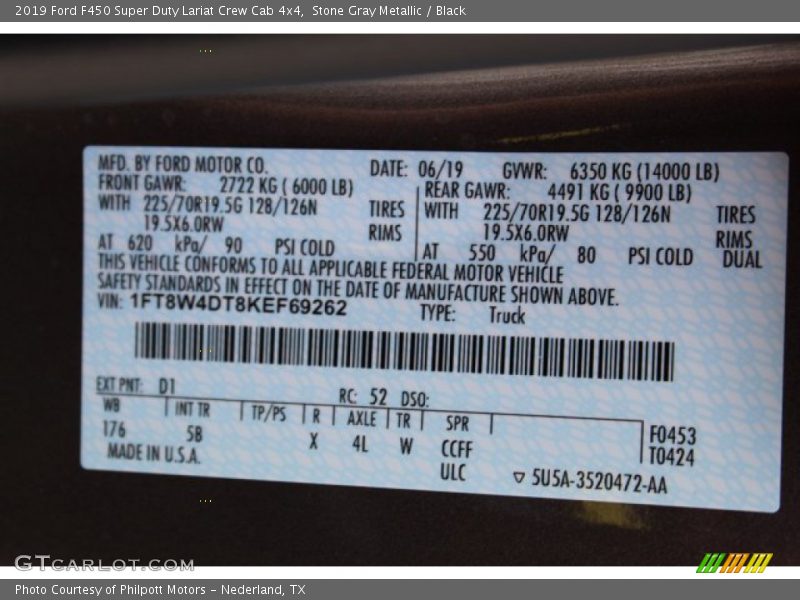 2019 Ford F450 Super Duty Lariat Crew Cab 4x4, Stone Gray Metallic / Black
MFD. BY FORD MOTOR CO. DATE: 06/19 GVWR: 6350 KG (14000 LB)
FRONT GAWR: 2722 KG ( 6000 LB) REAR GAWR: 4491 KG ( 9900 LB)
WITH 225/70R19.5G 128/126N TIRES WITH 225/70R19.5G 128/126N TIRES
19.5X6.0RW RIMS 19.5X6.0RW RIMS
AT 620 kPa/ 90 PSI COLD AT 550 kPa/ 80 PSI COLD DUAL
THIS VEHICLE CONFORMS TO ALL APPLICABLE FEDERAL MOTOR VEHICLE
SAFETY STANDARDS IN EFFECT ON THE DATE OF MANUFACTURE SHOWN ABOVE.
VIN: 1FT8W4DT8KEF69262 TYPE: Truck
EXT PNT: D1 RC: 52 DSO:
WB INT TR TP/PS R AXLE TR SPR F0453
176 5B X 4L W CCFF T0424
MADE IN U.S.A. ULC ▽ 5U5A-3520472-AA
GTCARLOT.COM
Photo Courtesy of Philpott Motors - Nederland, TX